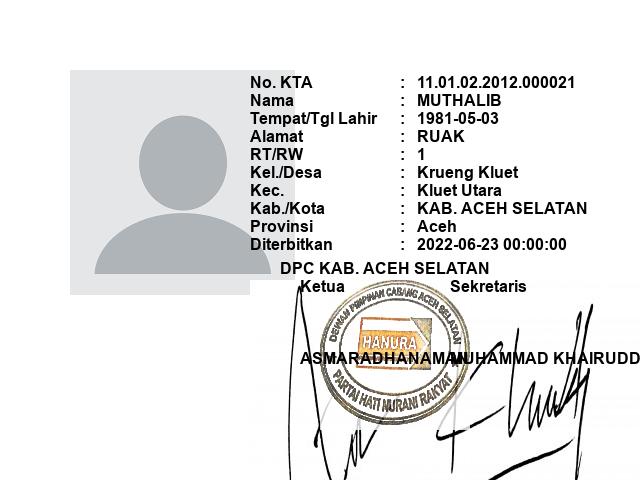 No. KTA : 11.01.02.2012.000021
Nama : MUTHALIB
Tempat/Tgl Lahir : 1981-05-03
Alamat : RUAK
RT/RW : 1
Kel./Desa : Krueng Kluet
Kec. : Kluet Utara
Kab./Kota : KAB. ACEH SELATAN
Provinsi : Aceh
Diterbitkan : 2022-06-23 00:00:00
DPC KAB. ACEH SELATAN
Ketua Sekretaris
DEWAN PIMPINAN CABANG ACEH SELATAN
HANURA
ASMARADHANAMAN MUHAMMAD KHAIRUDD
PARTAI HATI NURANI RAKYAT